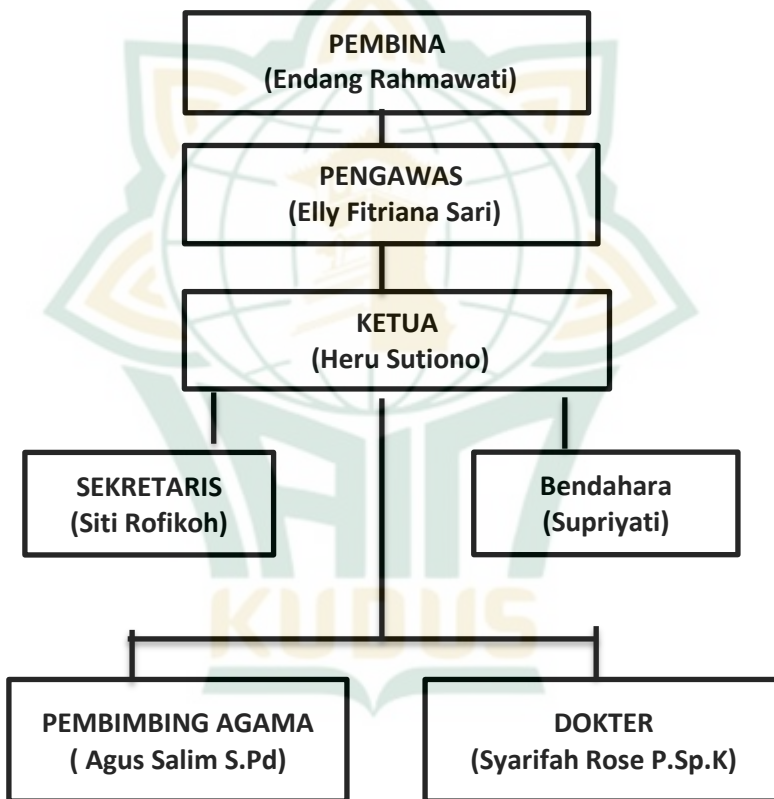 PEMBINA
(Endang Rahmawati)
PENGAWAS
(Elly Fitriana Sari)
KETUA
(Heru Sutiono)
SEKRETARIS
(Siti Rofikoh)
Bendahara
(Supriyati)
IAIN
KUDUS
PEMBIMBING AGAMA
( Agus Salim S.Pd)
DOKTER
(Syarifah Rose P.Sp.K)